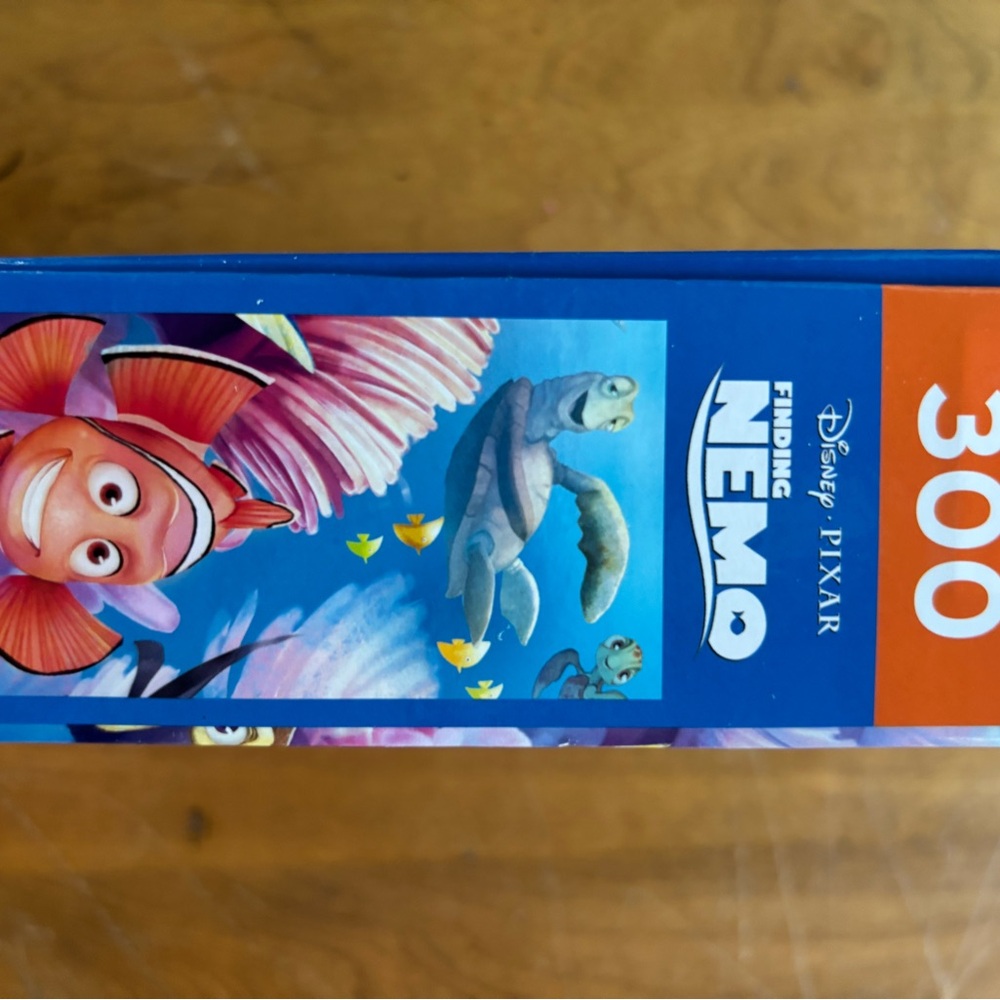 300
Disney · PIXAR
FINDING
NEMO